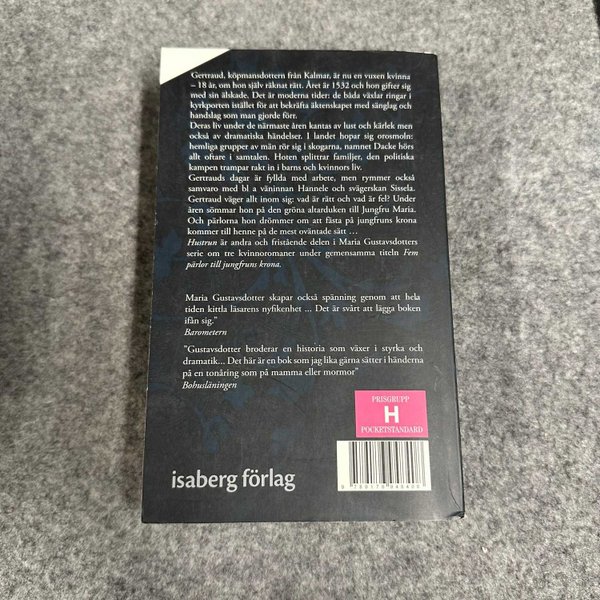 Gertraud, köpmansdottern från Kalmar, är nu en vuxen kvinna
– 18 år, om hon själv räknat rätt. Året är 1532 och hon gifter sig
med sin älskade. Det är moderna tider: de båda växlar ringar i
kyrkporten istället för att bekräfta äktenskapet med sänglag och
handslag som man gjorde förr.
Deras liv under de närmaste åren kantas av lust och kärlek men
också av dramatiska händelser. I landet hopar sig orosmoln:
hemliga grupper av män rör sig i skogarna, namnet Dacke hörs
allt oftare i samtalen. Hoten splittrar familjer, den politiska
kampen trampar rakt in i barns och kvinnors liv.
Gertrauds dagar är fyllda med arbete, men rymmer också
samvaro med bl a väninnan Hannele och svägerskan Sissela.
Gertraud väger allt inom sig: vad är rätt och vad är fel? Under
åren sömmar hon på den gröna altarduken till Jungfru Maria.
Och pärlorna hon drömmer om att fästa på jungfruns krona
kommer till henne på de mest oväntade sätt …
Hustrun är andra och fristående delen i Maria Gustavsdotters
serie om tre kvinnoromaner under gemensamma titeln Fem
pärlor till jungfruns krona.
Maria Gustavsdotter skapar också spänning genom att hela
tiden kittla läsarens nyfikenhet ... Det är svårt att lägga boken
ifån sig."
Barometern
"Gustavsdotter broderar en historia som växer i styrka och
dramatik... Det här är en bok som jag lika gärna sätter i händerna
på en tonåring som på mamma eller mormor"
Bohusläningen
PRISGRUPP
H
POCKETSTANDARD
isaberg förlag